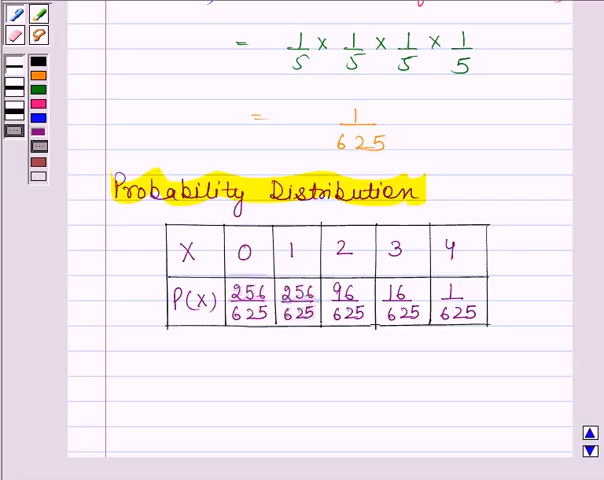 = 1/5 × 1/5 × 1/5 × 1/5
= 1/625
Probability Distribution
X 0 1 2 3 4
P(X) 256/625 256/625 96/625 16/625 1/625